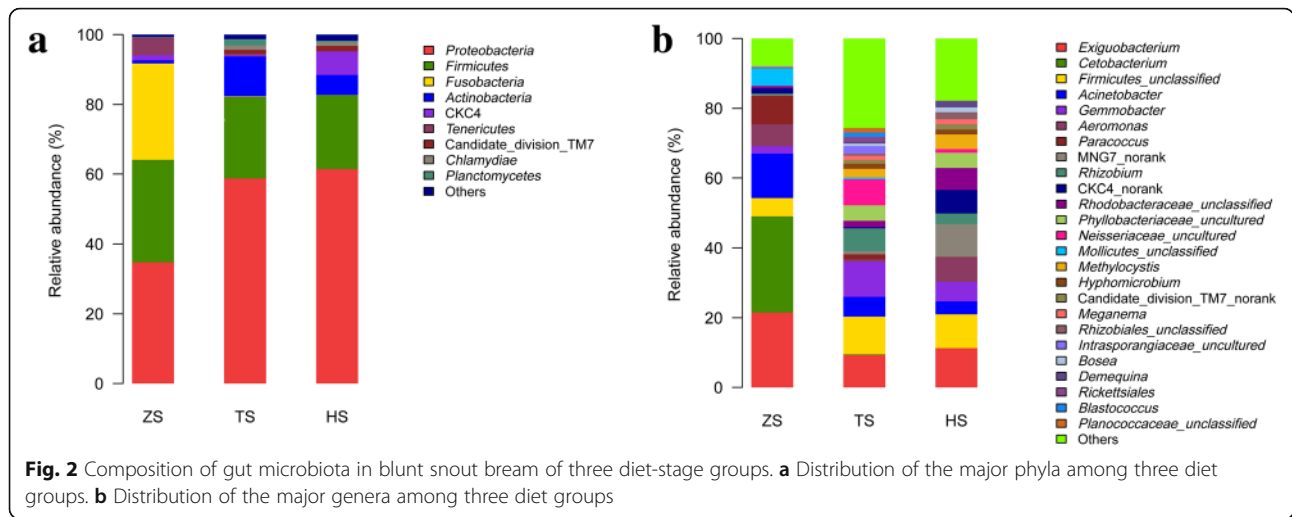 a
Relative abundance (%)
100
80
60
40
20
0
ZS
TS
HS
Proteobacteria
Firmicutes
Fusobacteria
Actinobacteria
CKC4
Tenericutes
Candidate_division_TM7
Chlamydiae
Planctomycetes
Others
b
Relative abundance (%)
100
80
60
40
20
0
ZS
TS
HS
Exiguobacterium
Cetobacterium
Firmicutes_unclassified
Acinetobacter
Gemmobacter
Aeromonas
Paracoccus
MNG7_norank
Rhizobium
CKC4_norank
Rhodobacteraceae_unclassified
Phyllobacteriaceae_uncultured
Neisseriaceae_uncultured
Mollicutes_unclassified
Methylocystis
Hyphomicrobium
Candidate_division_TM7_norank
Meganema
Rhizobiales_unclassified
Intrasporangiaceae_uncultured
Bosea
Demequina
Rickettsiales
Blastococcus
Planococcaceae_unclassified
Others
Fig. 2 Composition of gut microbiota in blunt snout bream of three diet-stage groups. a Distribution of the major phyla among three diet
groups. b Distribution of the major genera among three diet groups